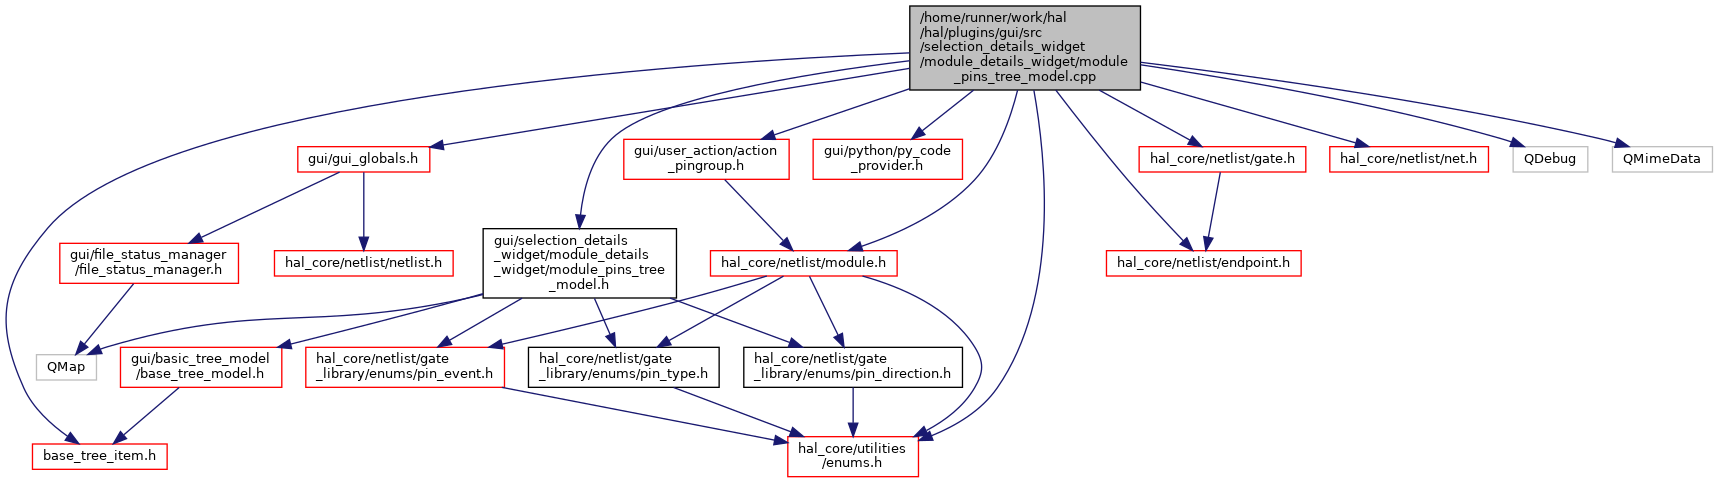 /home/runner/work/hal
/hal/plugins/gui/src
/selection_details_widget
/module_details_widget/module
_pins_tree_model.cpp
gui/gui_globals.h
gui/user_action/action
_pingroup.h
gui/python/py_code
_provider.h
hal_core/netlist/gate.h
hal_core/netlist/net.h
QDebug
QMimeData
gui/file_status_manager
/file_status_manager.h
hal_core/netlist/netlist.h
gui/selection_details
_widget/module_details
_widget/module_pins_tree
_model.h
hal_core/netlist/module.h
hal_core/netlist/endpoint.h
QMap
gui/basic_tree_model
/base_tree_model.h
hal_core/netlist/gate
_library/enums/pin_event.h
hal_core/netlist/gate
_library/enums/pin_type.h
hal_core/netlist/gate
_library/enums/pin_direction.h
base_tree_item.h
hal_core/utilities
/enums.h